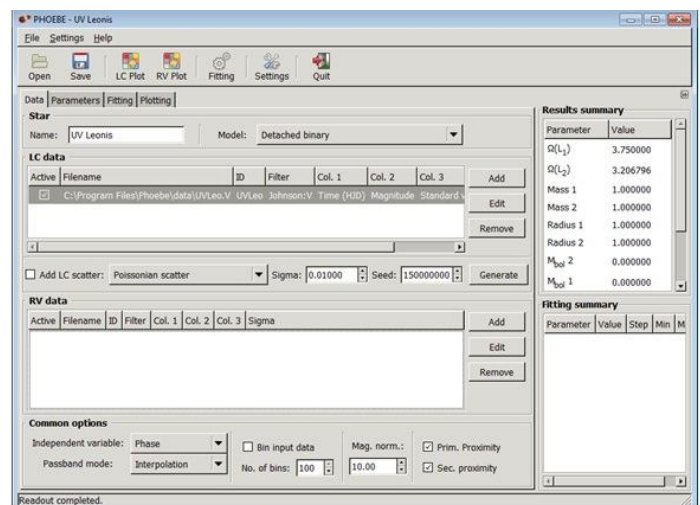 PHOEBE - UV Leonis
File Settings Help
Open Save LC Plot RV Plot Fitting Settings Quit
Data Parameters Fitting Plotting
Star
Name: UV Leonis Model: Detached binary
LC data
Active Filename ID Filter Col. 1 Col. 2 Col. 3
C:\Program Files\Phoebe\data\UVLeo.V UVLeo Johnson:V Time (HJD) Magnitude Standard
Add
Edit
Remove
Add LC scatter: Poissonian scatter Sigma: 0.01000 Seed: 150000000 Generate
RV data
Active Filename ID Filter Col. 1 Col. 2 Col. 3 Sigma
Add
Edit
Remove
Common options
Independent variable: Phase
Passband mode: Interpolation
Bin input data
No. of bins: 100
Mag. norm.:
10.00
Prim. Proximity
Sec. proximity
Results summary
Parameter Value
Ω(L1) 3.750000
Ω(L2) 3.206796
Mass 1 1.000000
Mass 2 1.000000
Radius 1 1.000000
Radius 2 1.000000
Mbol 2 0.000000
Mbol 1 0.000000
Fitting summary
Parameter Value Step Min M
Readout completed.